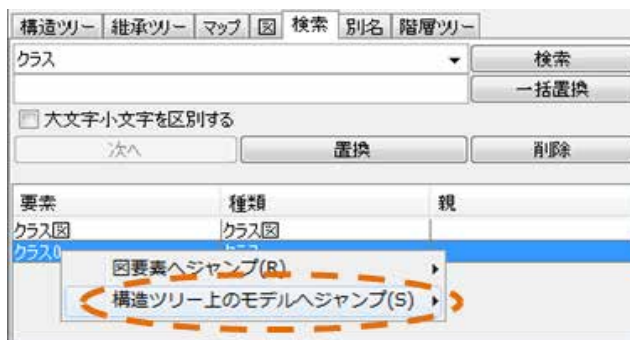 構造ツリー 継承ツリー マップ 図 検索 別名 階層ツリー
クラス 検索
一括置換
大文字小文字を区別する
次へ 置換 削除
要素 種類 親
クラス図 クラス図
クラス0 クラス
図要素へジャンプ(R)
構造ツリー上のモデルへジャンプ(S)